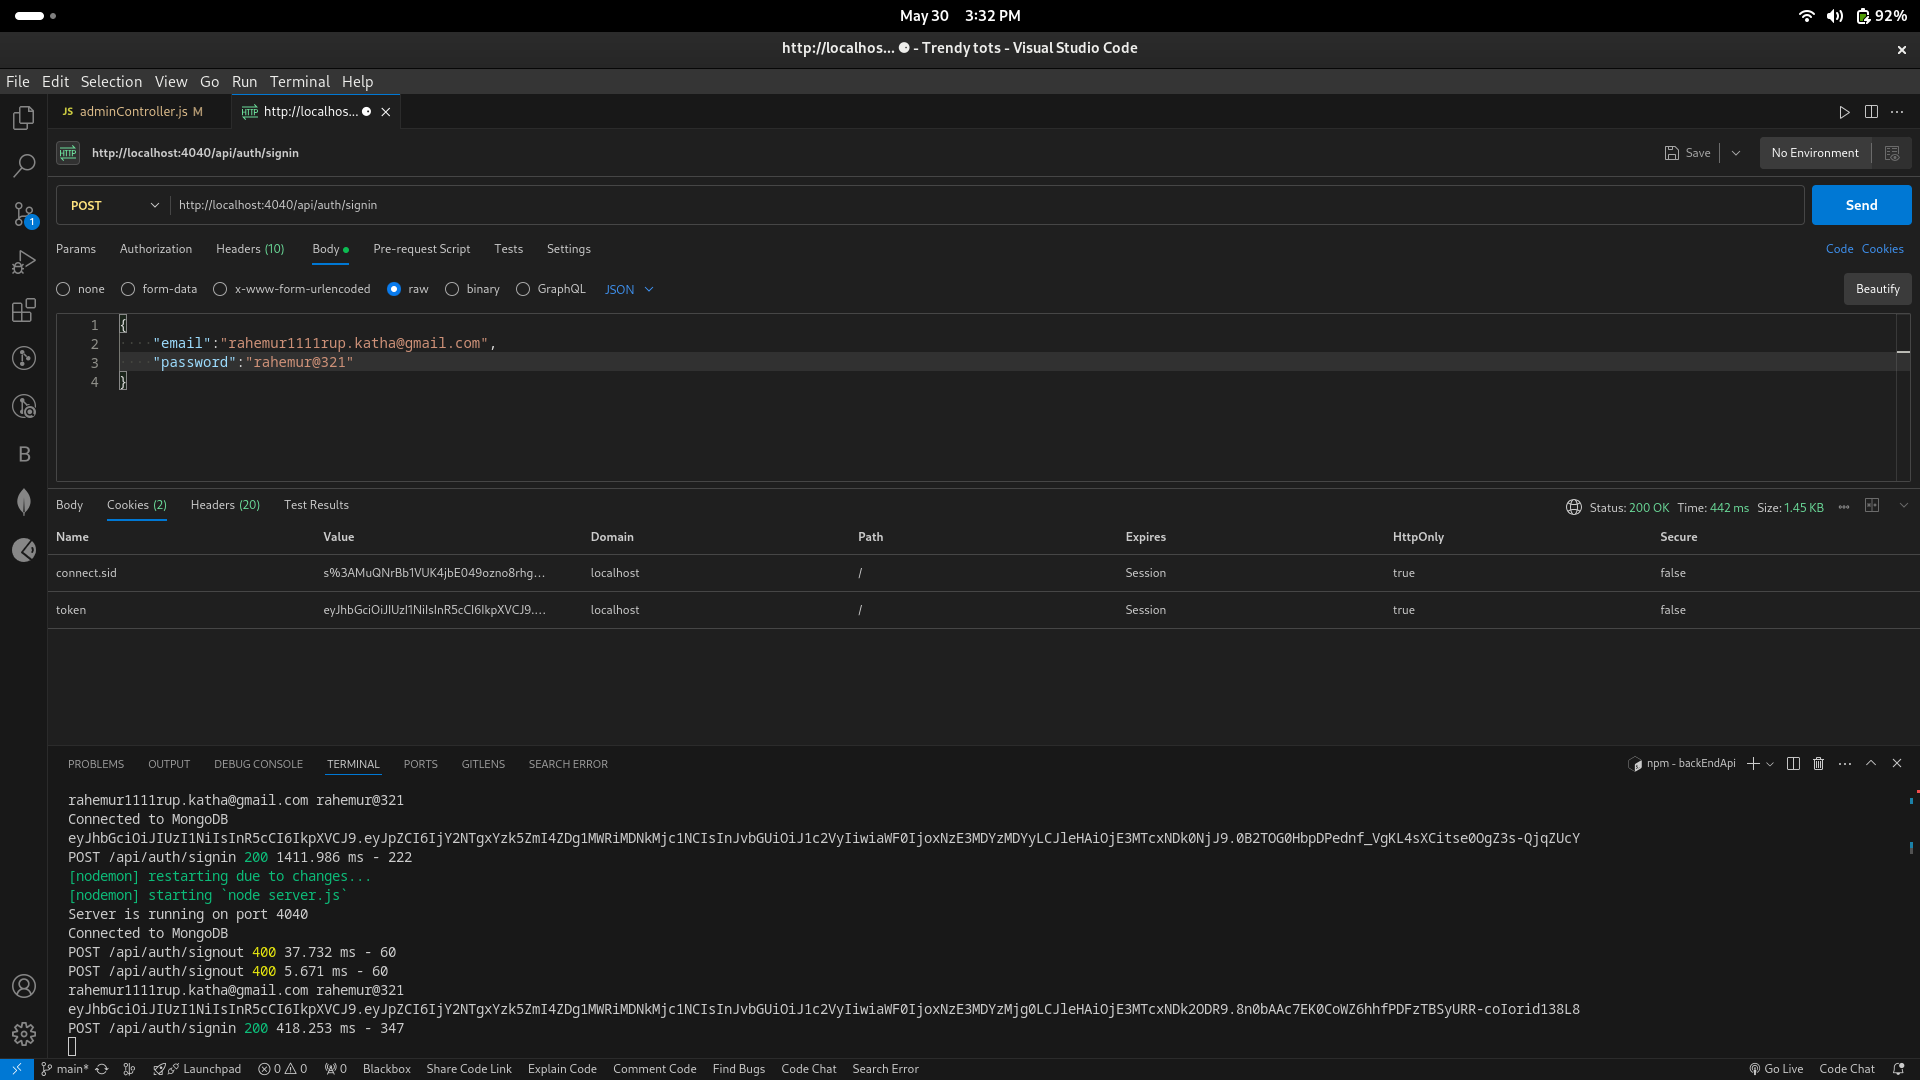 May 30 3:32 PM
92%
http://localhos... ● - Trendy tots - Visual Studio Code
File Edit Selection View Go Run Terminal Help
JS adminController.js M
HTTP http://localhos...
HTTP http://localhost:4040/api/auth/signin
Save
No Environment
POST
http://localhost:4040/api/auth/signin
Send
Params Authorization Headers (10) Body Pre-request Script Tests Settings
Code Cookies
none form-data x-www-form-urlencoded raw binary GraphQL JSON
Beautify
1 {
2 ····"email":"rahemur1111rup.katha@gmail.com",
3 ····"password":"rahemur@321"
4 }
Body Cookies (2) Headers (20) Test Results
Status: 200 OK Time: 442 ms Size: 1.45 KB
Name Value Domain Path Expires HttpOnly Secure
connect.sid s%3AMuQNrBb1VUK4jbE049ozno8rhg... localhost / Session true false
token eyJhbGciOiJIUzI1NiIsInR5cCI6IkpXVCJ9.... localhost / Session true false
PROBLEMS OUTPUT DEBUG CONSOLE TERMINAL PORTS GITLENS SEARCH ERROR
npm - backEndApi
rahemur1111rup.katha@gmail.com rahemur@321
Connected to MongoDB
eyJhbGciOiJIUzI1NiIsInR5cCI6IkpXVCJ9.eyJpZCI6IjY2NTgxYzk5ZmI4ZDg1MWRiMDNkMjc1NCIsInJvbGUiOiJ1c2VyIiwiaWF0IjoxNzE3MDYzMDYyLCJleHAiOjE3MTcxNDk0NjJ9.0B2TOG0HbpDPednf_VgKL4sXCitse0OgZ3s-QjqZUcY
POST /api/auth/signin 200 1411.986 ms - 222
[nodemon] restarting due to changes...
[nodemon] starting `node server.js`
Server is running on port 4040
Connected to MongoDB
POST /api/auth/signout 400 37.732 ms - 60
POST /api/auth/signout 400 5.671 ms - 60
rahemur1111rup.katha@gmail.com rahemur@321
eyJhbGciOiJIUzI1NiIsInR5cCI6IkpXVCJ9.eyJpZCI6IjY2NTgxYzk5ZmI4ZDg1MWRiMDNkMjc1NCIsInJvbGUiOiJ1c2VyIiwiaWF0IjoxNzE3MDYzMjg0LCJleHAiOjE3MTcxNDk2ODR9.8n0bAAc7EK0CoWZ6hhfPDFzTBSyURR-coIorid138L8
POST /api/auth/signin 200 418.253 ms - 347
1
B
main* Launchpad 0 0 0 Blackbox Share Code Link Explain Code Comment Code Find Bugs Code Chat Search Error
Go Live Code Chat